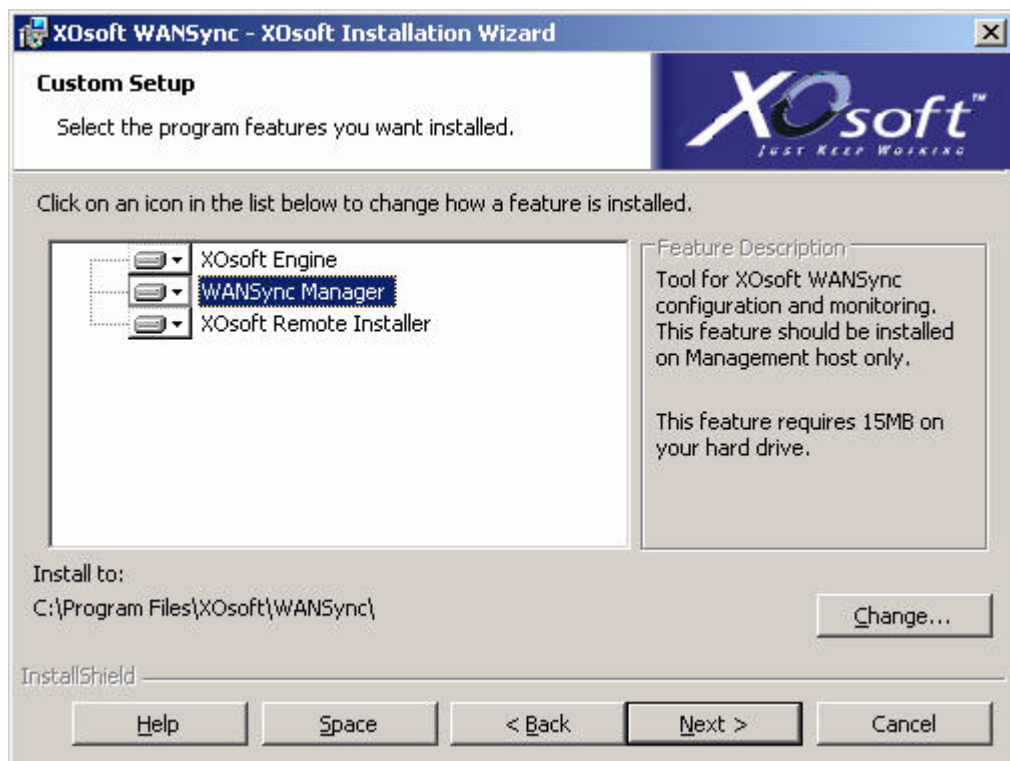 XOsoft WANSync - XOsoft Installation Wizard
Custom Setup
Select the program features you want installed.
XOsoft™
JUST KEEP WORKING
Click on an icon in the list below to change how a feature is installed.
XOsoft Engine
WANSync Manager
XOsoft Remote Installer
Feature Description
Tool for XOsoft WANSync
configuration and monitoring.
This feature should be installed
on Management host only.
This feature requires 15MB on
your hard drive.
Install to:
C:\Program Files\XOsoft\WANSync\
Change...
InstallShield
Help
Space
< Back
Next >
Cancel